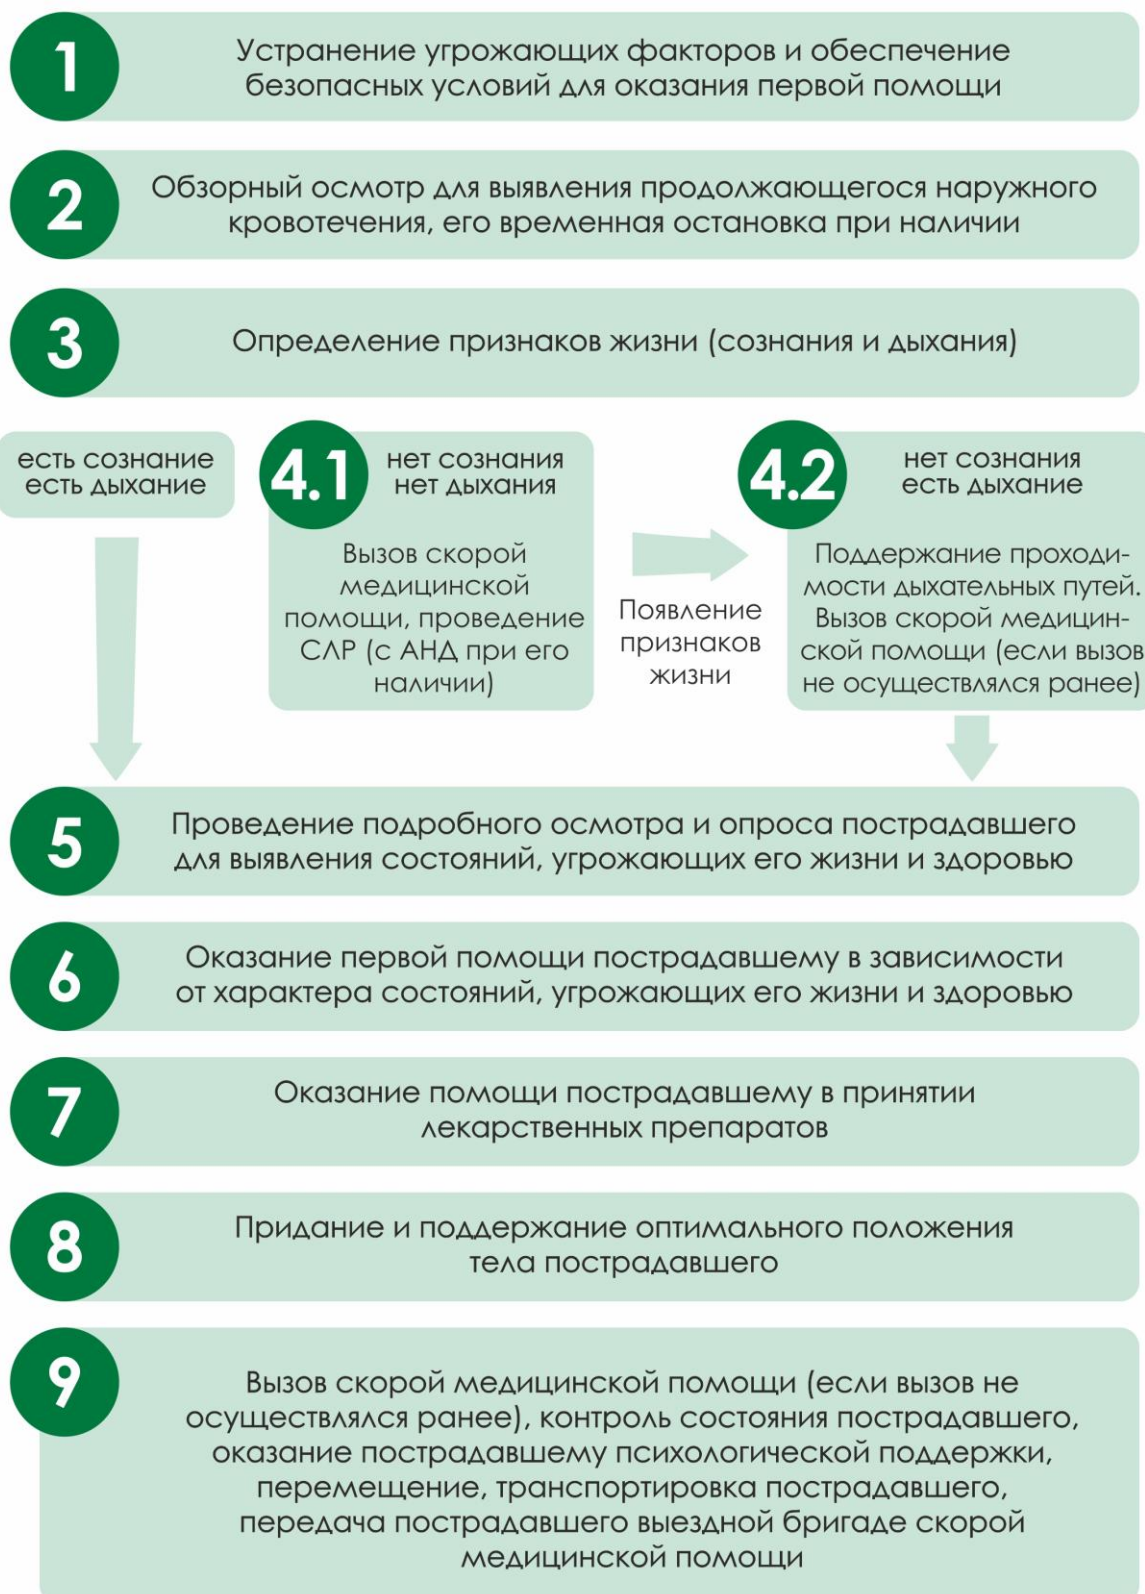 1
Устранение угрожающих факторов и обеспечение
безопасных условий для оказания первой помощи
2
Обзорный осмотр для выявления продолжающегося наружного
кровотечения, его временная остановка при наличии
3
Определение признаков жизни (сознания и дыхания)
есть сознание
есть дыхание
4.1
нет сознания
нет дыхания
Вызов скорой
медицинской
помощи, проведение
СЛР (с АНД при его
наличии)
Появление
признаков
жизни
4.2
нет сознания
есть дыхание
Поддержание проходи-
мости дыхательных путей.
Вызов скорой медицин-
ской помощи (если вызов
не осуществлялся ранее)
5
Проведение подробного осмотра и опроса пострадавшего
для выявления состояний, угрожающих его жизни и здоровью
6
Оказание первой помощи пострадавшему в зависимости
от характера состояний, угрожающих его жизни и здоровью
7
Оказание помощи пострадавшему в принятии
лекарственных препаратов
8
Придание и поддержание оптимального положения
тела пострадавшего
9
Вызов скорой медицинской помощи (если вызов не
осуществлялся ранее), контроль состояния пострадавшего,
оказание пострадавшему психологической поддержки,
перемещение, транспортировка пострадавшего,
передача пострадавшего выездной бригаде скорой
медицинской помощи